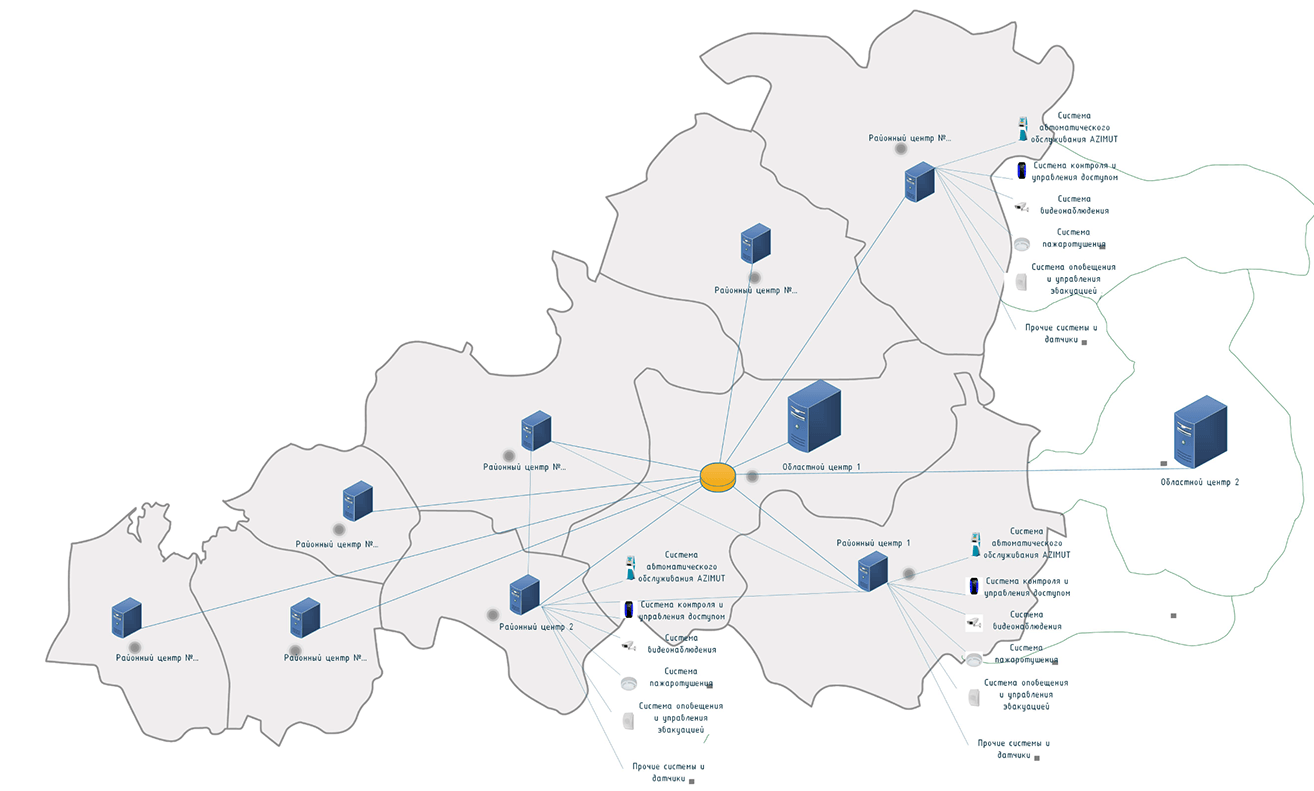 Районный центр №...
Система
автоматического
обслуживания AZIMUT
Система контроля и
управления доступом
Система
видеонаблюдения
Система
пажаротушения
Система оповещения
и управления
эвакуацией
Прочие системы и
датчики
Районный центр №...
Районный центр №...
Областной центр 1
Областной центр 2
Районный центр №...
Районный центр 1
Система
автоматического
обслуживания AZIMUT
Система контроля и
управления доступом
Система
видеонаблюдения
Система
пажаротушения
Система оповещения
и управления
эвакуацией
Прочие системы и
датчики
Районный центр 2
Система
автоматического
обслуживания AZIMUT
Система контроля и
управления доступом
Система
видеонаблюдения
Система
пажаротушения
Система оповещения
и управления
эвакуацией
Прочие системы и
датчики
Районный центр №...
Районный центр №...